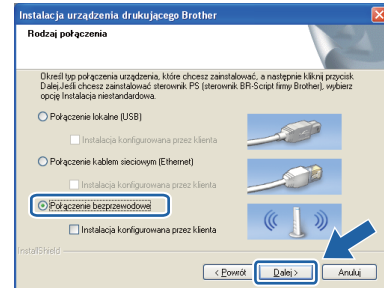 Instalacja urządzenia drukującego Brother
Rodzaj połączenia
Określ typ połączenia urządzenia, które chcesz zainstalować, a następnie kliknij przycisk
Dalej.Jeśli chcesz zainstalować sterownik PS (sterownik BR-Script firmy Brother), wybierz
opcję Instalacja niestandardowa.
Połączenie lokalne (USB)
Instalacja konfigurowana przez klienta
Połączenie kablem sieciowym (Ethernet)
Instalacja konfigurowana przez klienta
Połączenie bezprzewodowe
Instalacja konfigurowana przez klienta
InstallShield
< Powrót Dalej > Anuluj